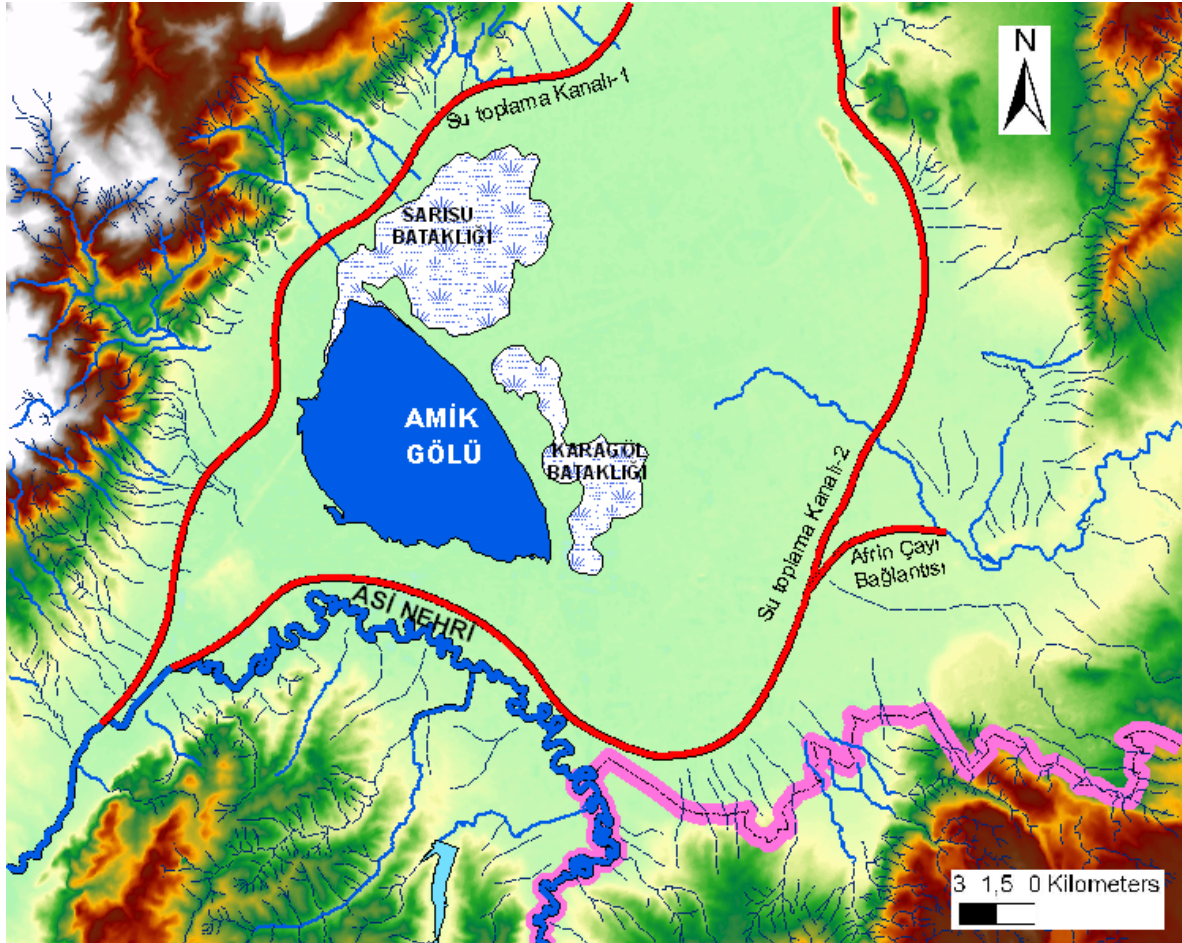 N
Su toplama Kanalı-1
SARISU
BATAKLIĞI
AMİK
GÖLÜ
KARAGÖL
BATAKLIĞI
Su toplama Kanalı-2
Afrin Çayı
Bağlantısı
ASİ NEHRİ
3 1,5 0 Kilometers